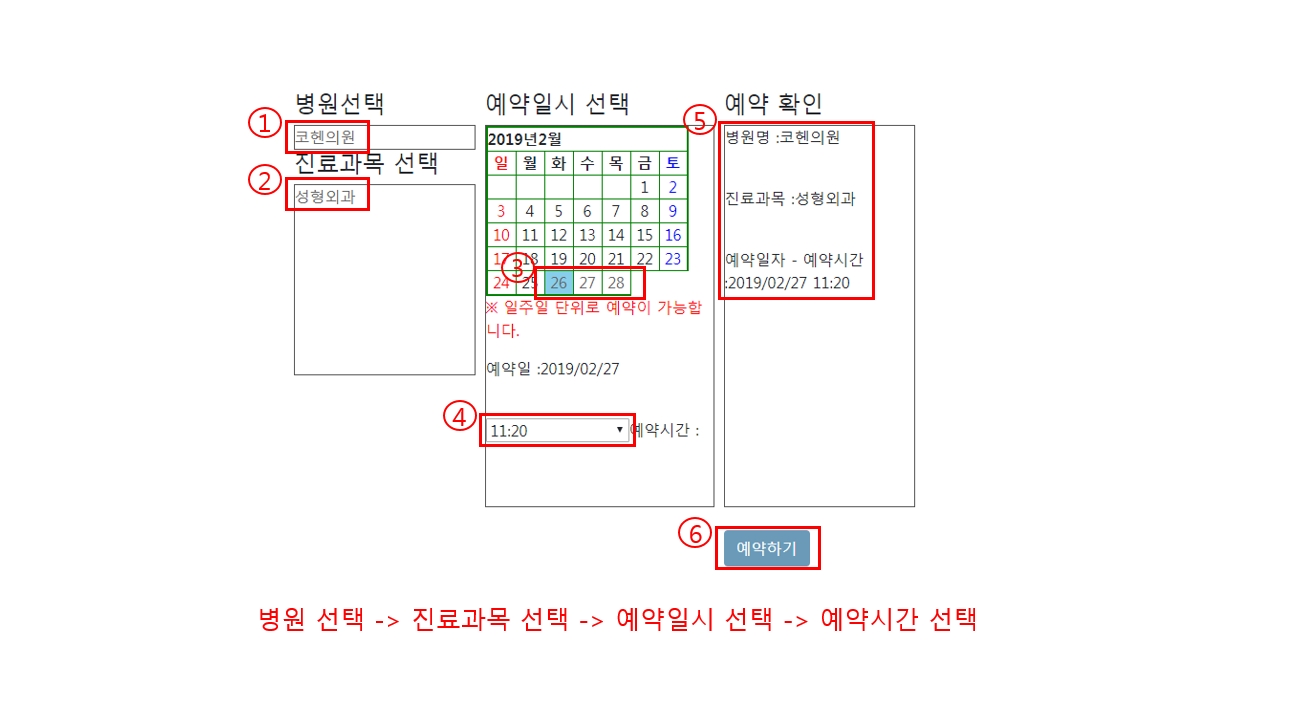 병원선택
① 코헨의원
진료과목 선택
② 성형외과
예약일시 선택
2019년2월
일 월 화 수 목 금 토
1 2
3 4 5 6 7 8 9
10 11 12 13 14 15 16
17 18 19 20 21 22 23
③
24 25 26 27 28
※ 일주일 단위로 예약이 가능합
니다.
예약일 :2019/02/27
④ 11:20 예약시간 :
예약 확인
⑤ 병원명 :코헨의원
진료과목 :성형외과
예약일자 - 예약시간
:2019/02/27 11:20
⑥ 예약하기
병원 선택 -> 진료과목 선택 -> 예약일시 선택 -> 예약시간 선택